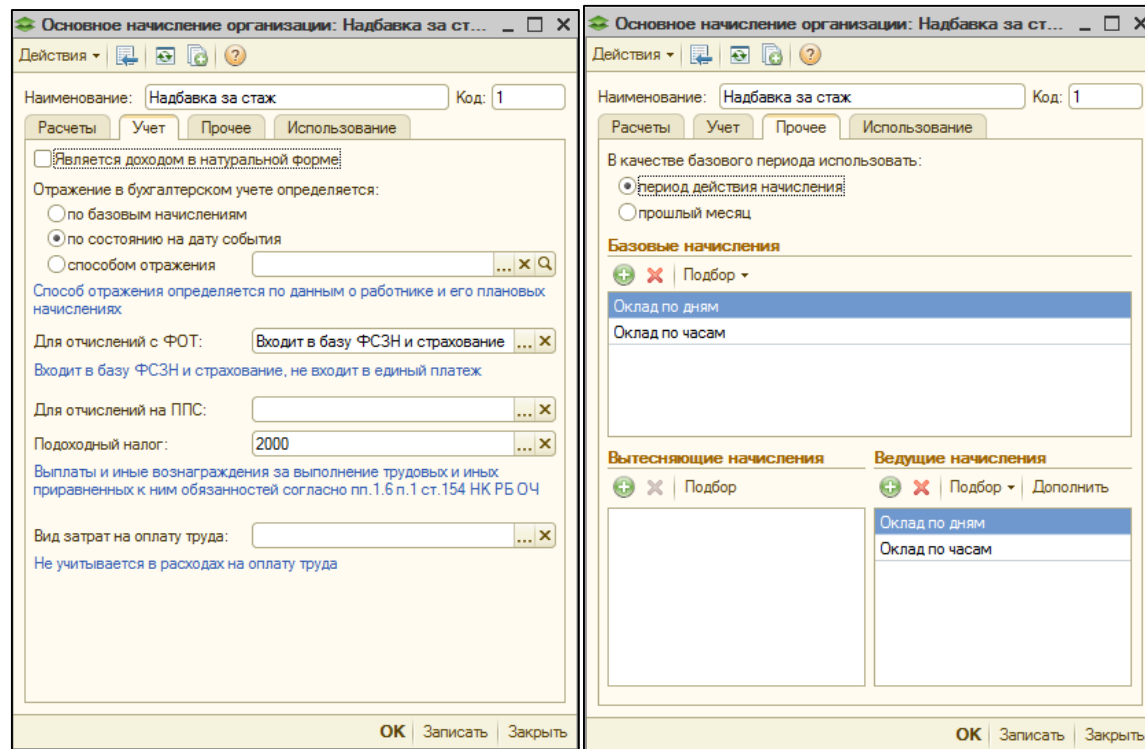 Основное начисление организации: Надбавка за ст...
Действия
Наименование: Надбавка за стаж Код: 1
Расчеты Учет Прочее Использование
Является доходом в натуральной форме
Отражение в бухгалтерском учете определяется:
по базовым начислениям
по состоянию на дату события
способом отражения
Способ отражения определяется по данным о работнике и его плановых
начислениях
Для отчислений с ФОТ: Входит в базу ФСЗН и страхование
Входит в базу ФСЗН и страхование, не входит в единый платеж
Для отчислений на ППС:
Подоходный налог: 2000
Выплаты и иные вознаграждения за выполнение трудовых и иных
приравненных к ним обязанностей согласно пп.1.6 п.1 ст.154 НК РБ ОЧ
Вид затрат на оплату труда:
Не учитывается в расходах на оплату труда
OK Записать Закрыть
Основное начисление организации: Надбавка за ст...
Действия
Наименование: Надбавка за стаж Код: 1
Расчеты Учет Прочее Использование
В качестве базового периода использовать:
период действия начисления
прошлый месяц
Базовые начисления
Подбор
Оклад по дням
Оклад по часам
Вытесняющие начисления
Подбор
Ведущие начисления
Подбор Дополнить
Оклад по дням
Оклад по часам
OK Записать Закрыть